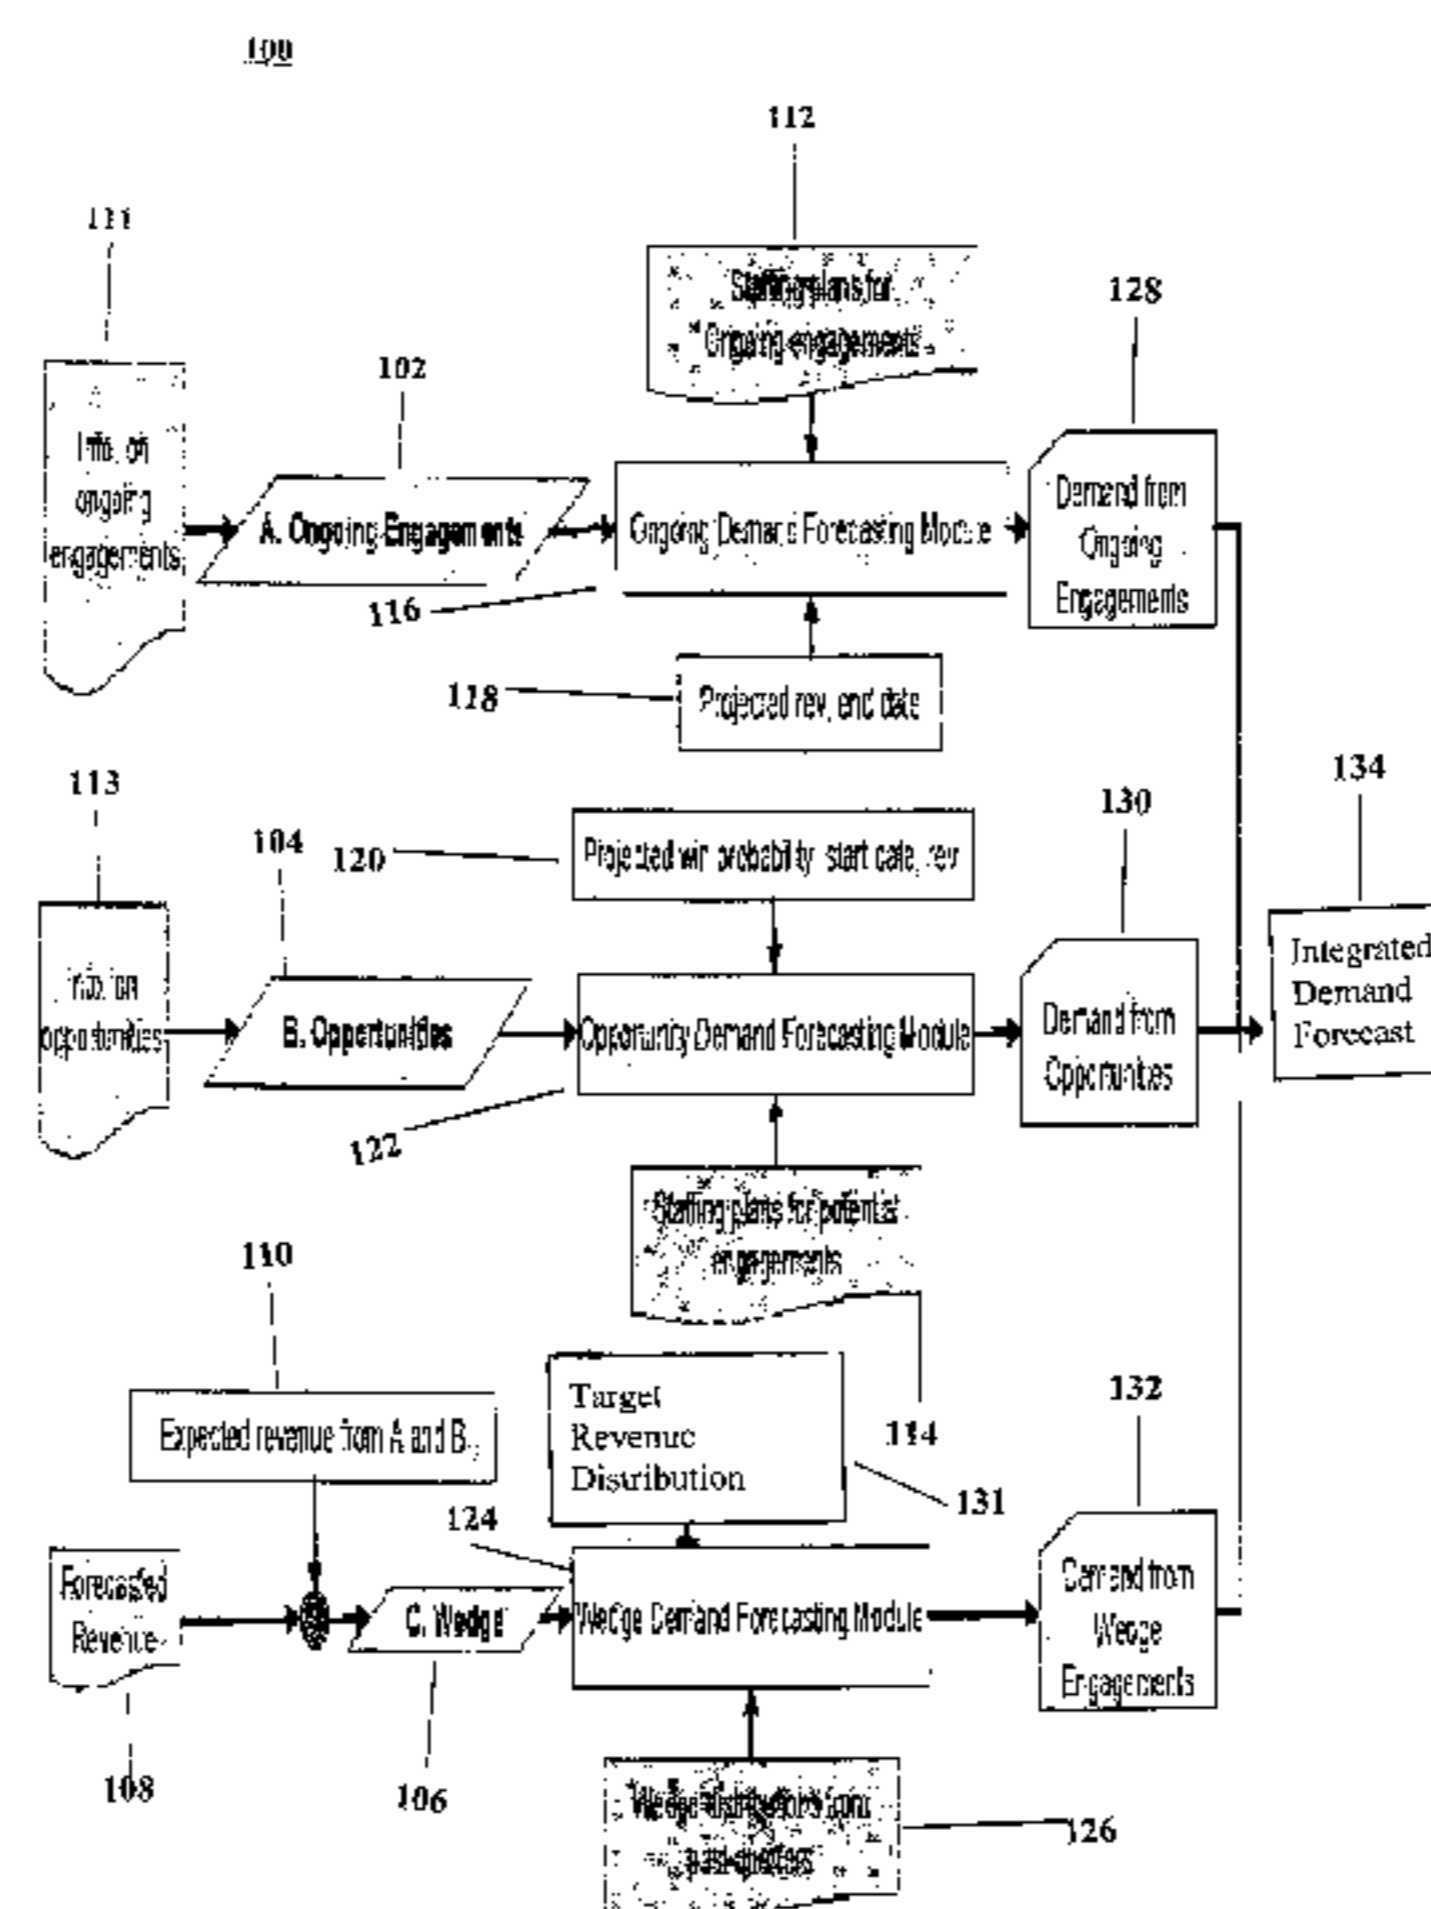 100
112
111
Staffing plans for
Ongoing engagements
128
102
Info. on
ongoing
engagements
A. Ongoing Engagements
Ongoing Demand Forecasting Module
Demand from
Ongoing
Engagements
116
118
Projected rev, end date
113
134
130
104
120
Projected win probability, start date, rev
Info. on
opportunities
B. Opportunities
Opportunity Demand Forecasting Module
Demand from
Opportunities
Integrated
Demand
Forecast
122
Staffing plans for potential
engagements
110
Target
Revenue
Distribution
132
114
Expected revenue from A and B
131
124
Forecasted
Revenue
C. Wedge
Wedge Demand Forecasting Module
Demand from
Wedge
Engagements
108
106
from
126